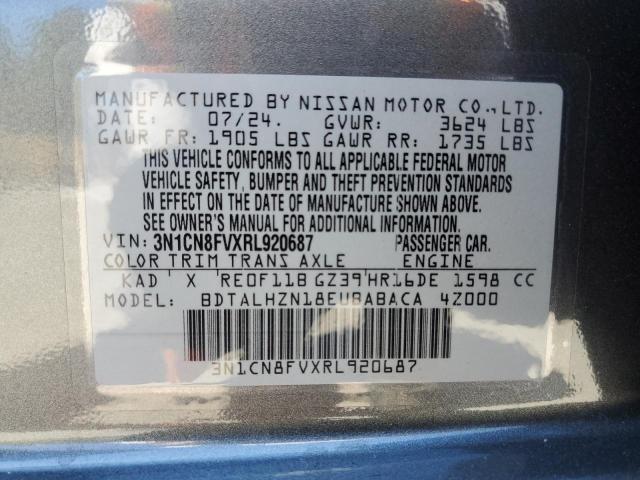 MANUFACTURED BY NISSAN MOTOR CO.,LTD.
DATE: 07/24. GVWR: 3624 LBS
GAWR FR: 1905 LBS GAWR RR: 1735 LBS
THIS VEHICLE CONFORMS TO ALL APPLICABLE FEDERAL MOTOR
VEHICLE SAFETY, BUMPER AND THEFT PREVENTION STANDARDS
IN EFFECT ON THE DATE OF MANUFACTURE SHOWN ABOVE.
SEE OWNER'S MANUAL FOR ADDITIONAL INFORMATION.
VIN: 3N1CN8FVXRL920687 PASSENGER CAR.
COLOR TRIM TRANS AXLE ENGINE
KAD X RE0F11B GZ39 HR16DE 1598 CC
MODEL: BDTALHZN18EUBABACA 4Z000
3N1CN8FVXRL920687